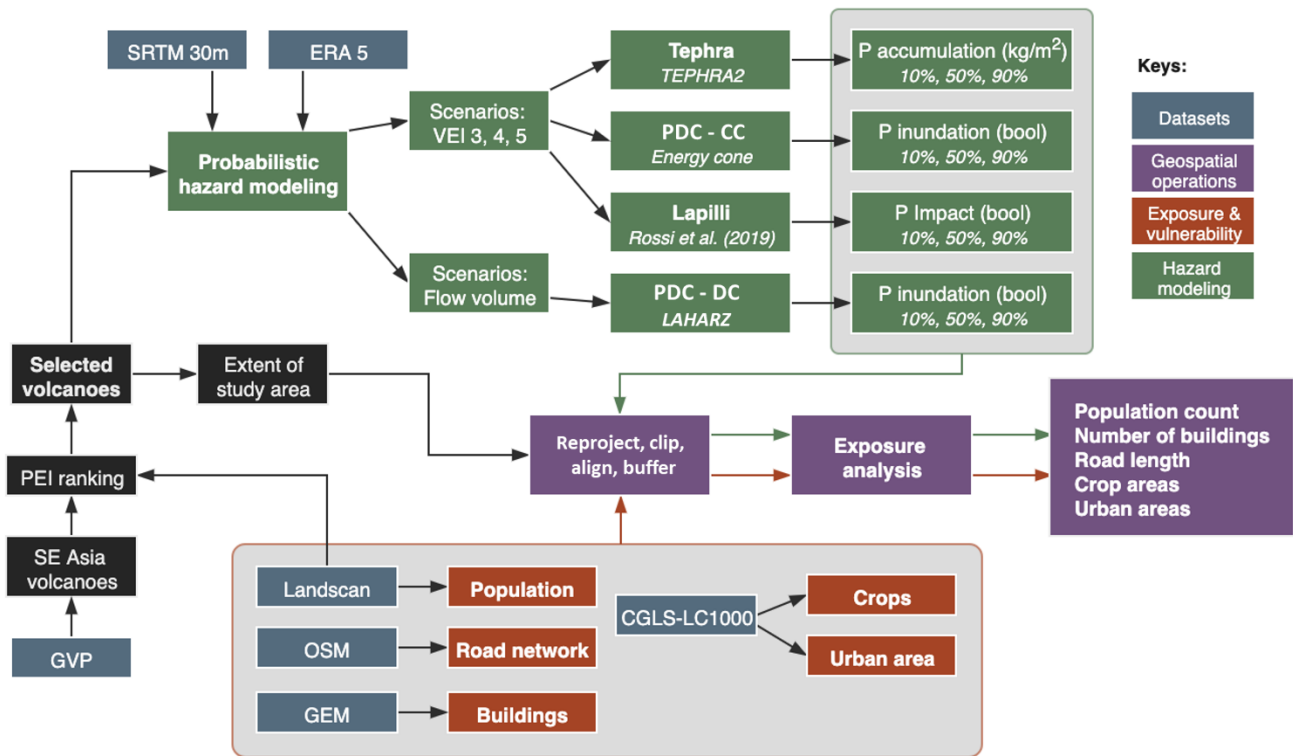 SRTM 30m
ERA 5
Probabilistic
hazard modeling
Scenarios:
VEI 3, 4, 5
Scenarios:
Flow volume
Tephra
TEPHRA2
PDC - CC
Energy cone
Lapilli
Rossi et al. (2019)
PDC - DC
LAHARZ
P accumulation (kg/m²)
10%, 50%, 90%
P inundation (bool)
10%, 50%, 90%
P Impact (bool)
10%, 50%, 90%
P inundation (bool)
10%, 50%, 90%
Keys:
Datasets
Geospatial
operations
Exposure &
vulnerability
Hazard
modeling
Selected
volcanoes
Extent of
study area
PEI ranking
SE Asia
volcanoes
GVP
Reproject, clip,
align, buffer
Exposure
analysis
Population count
Number of buildings
Road length
Crop areas
Urban areas
Landscan
Population
OSM
Road network
GEM
Buildings
CGLS-LC1000
Crops
Urban area